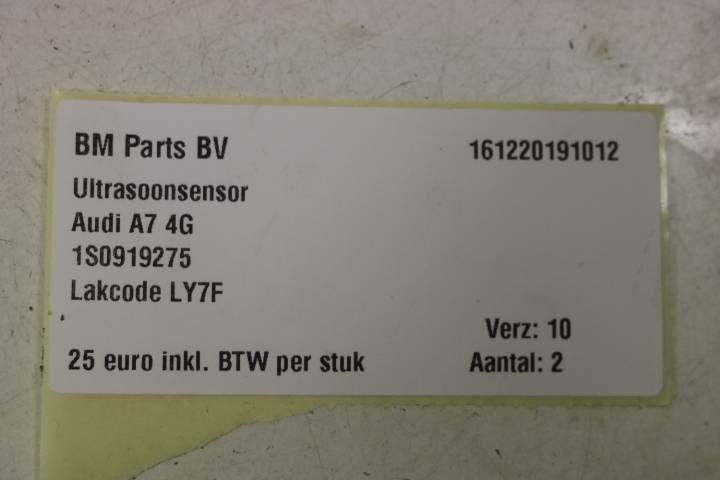 BM Parts BV 161220191012
Ultrasoonsensor
Audi A7 4G
1S0919275
Lakcode LY7F
Verz: 10
25 euro inkl. BTW per stuk Aantal: 2